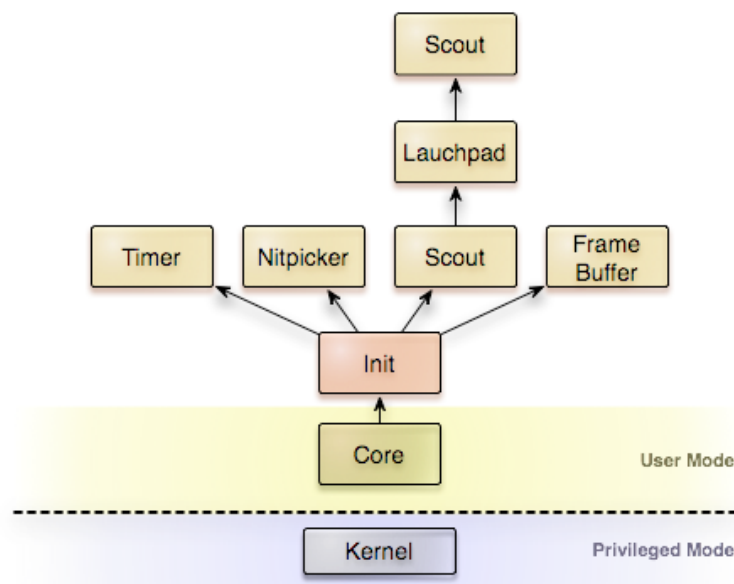 Scout
Lauchpad
Timer
Nitpicker
Scout
Frame
Buffer
Init
Core
User Mode
Kernel
Privileged Mode